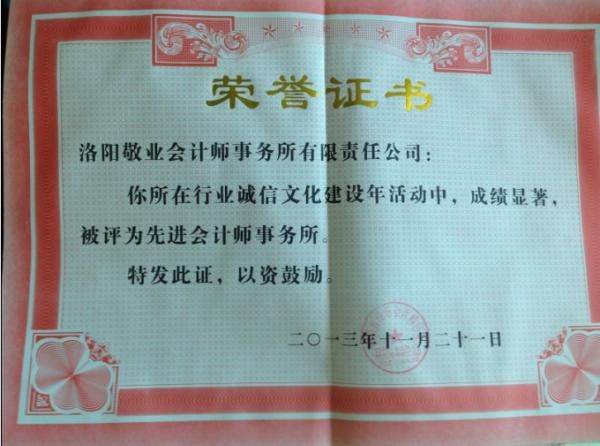 荣誉证书
洛阳敬业会计师事务所有限责任公司：
你所在行业诚信文化建设年活动中，成绩显著，
被评为先进会计师事务所。
特发此证，以资鼓励。
二〇一三年十一月二十一日